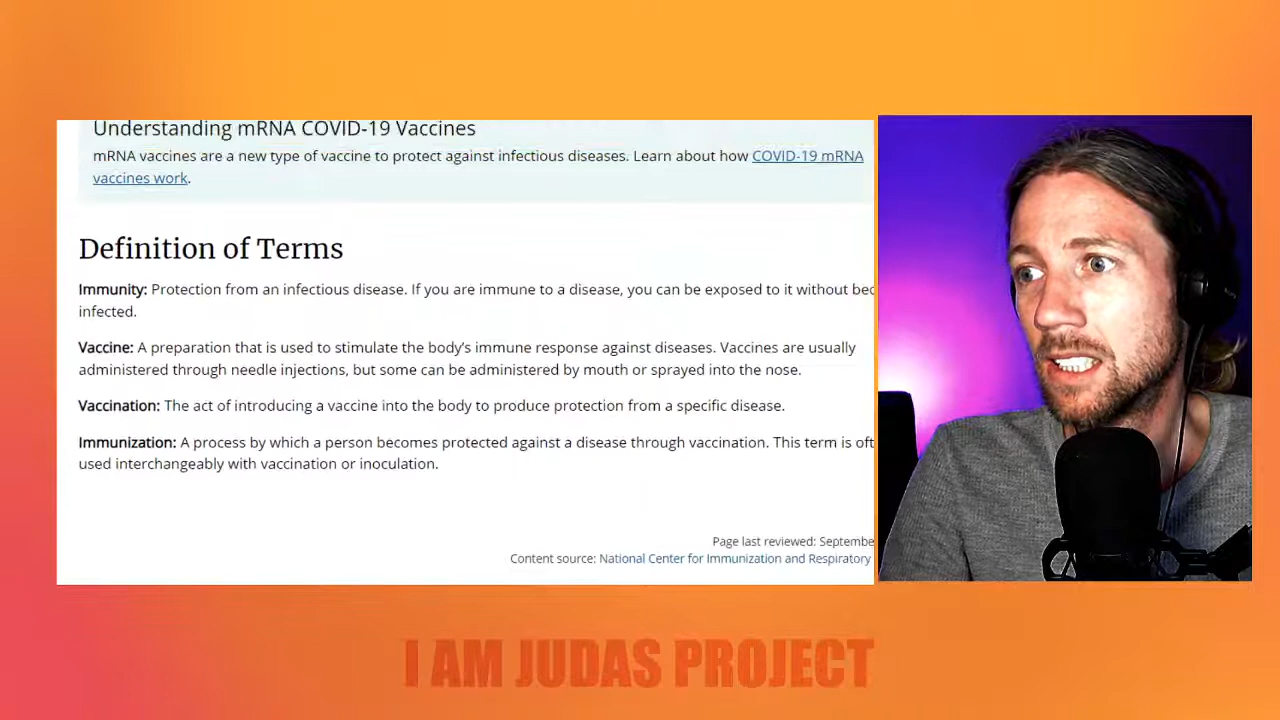 Understanding mRNA COVID-19 Vaccines
mRNA vaccines are a new type of vaccine to protect against infectious diseases. Learn about how COVID-19 mRNA
vaccines work.
Definition of Terms
Immunity: Protection from an infectious disease. If you are immune to a disease, you can be exposed to it without bec
infected.
Vaccine: A preparation that is used to stimulate the body's immune response against diseases. Vaccines are usually
administered through needle injections, but some can be administered by mouth or sprayed into the nose.
Vaccination: The act of introducing a vaccine into the body to produce protection from a specific disease.
Immunization: A process by which a person becomes protected against a disease through vaccination. This term is oft
used interchangeably with vaccination or inoculation.
Page last reviewed: Septembe
Content source: National Center for Immunization and Respiratory
I AM JUDAS PROJECT